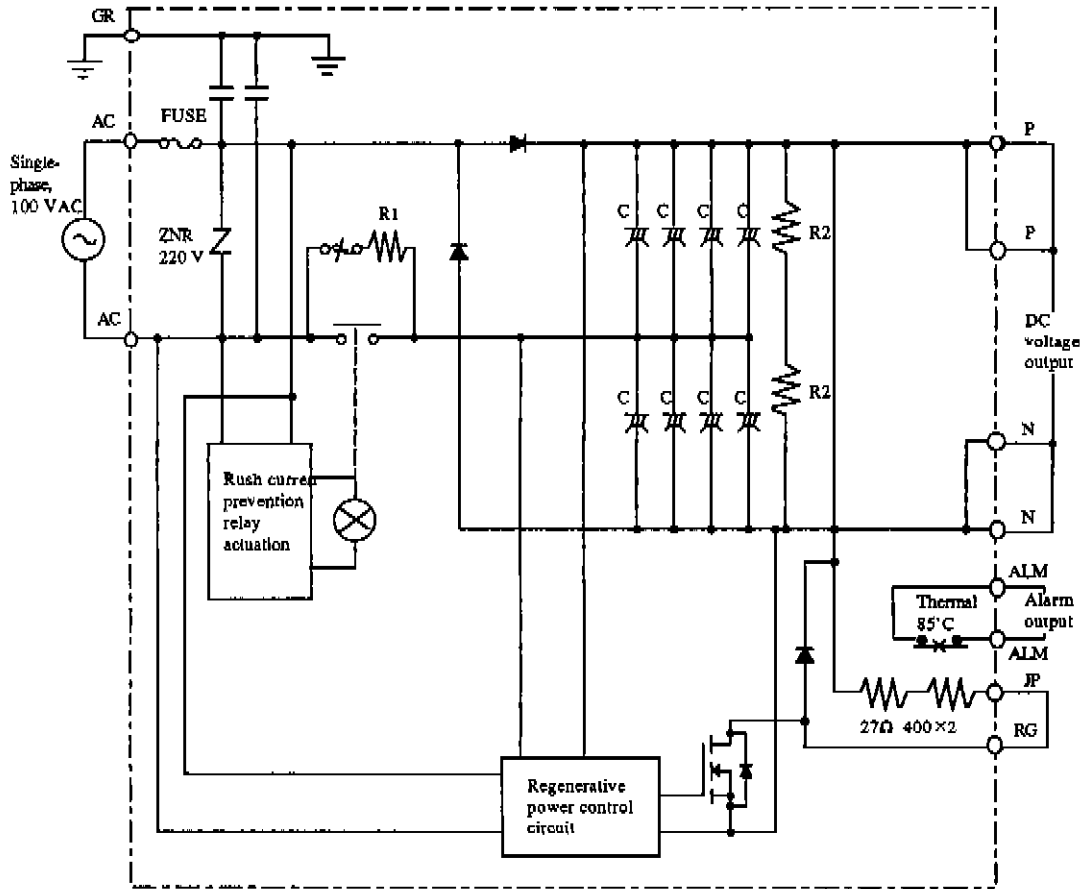 GR
AC
FUSE
Single-
phase,
100 VAC
ZNR
220 V
R1
AC
C C C C
R2
P
P
DC
voltage
output
C C C C
R2
N
N
Rush current
prevention
relay
actuation
ALM
Thermal
85°C
Alarm
output
ALM
JP
27Ω 400×2
RG
Regenerative
power control
circuit